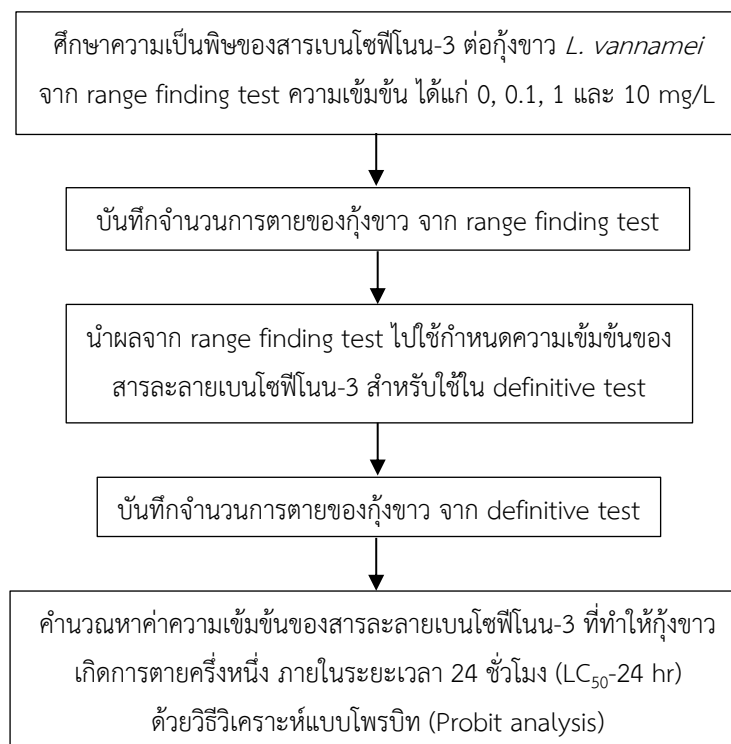 ศึกษาความเป็นพิษของสารเบนโซฟีโนน-3 ต่อกุ้งขาว L. vannamei
จาก range finding test ความเข้มข้น ได้แก่ 0, 0.1, 1 และ 10 mg/L
บันทึกจำนวนการตายของกุ้งขาว จาก range finding test
นำผลจาก range finding test ไปใช้กำหนดความเข้มข้นของ
สารละลายเบนโซฟีโนน-3 สำหรับใช้ใน definitive test
บันทึกจำนวนการตายของกุ้งขาว จาก definitive test
คำนวณหาค่าความเข้มข้นของสารละลายเบนโซฟีโนน-3 ที่ทำให้กุ้งขาว
เกิดการตายครึ่งหนึ่ง ภายในระยะเวลา 24 ชั่วโมง (LC₅₀-24 hr)
ด้วยวิธีวิเคราะห์แบบโพรบิท (Probit analysis)